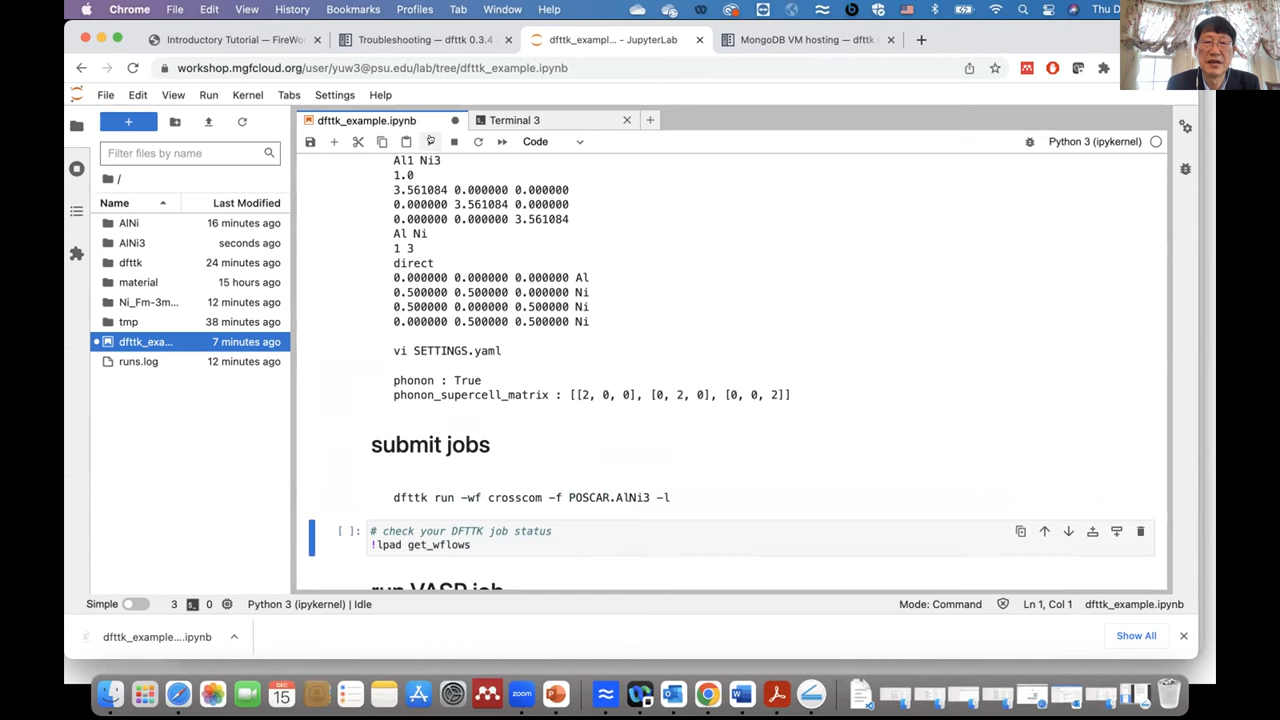 Chrome File Edit View History Bookmarks Profiles Tab Window Help Thu D
Introductory Tutorial — FireWo
Troubleshooting — dfttk 0.3.4
dfttk_exampl... - JupyterLab
MongoDB VM hosting — dfttk
workshop.mgfcloud.org/user/yuw3@psu.edu/lab/tree/dfttk_example.ipynb
File Edit View Run Kernel Tabs Settings Help
dfttk_example.ipynb
Terminal 3
Code
Python 3 (ipykernel)
Filter files by name
/
Name Last Modified
AlNi 16 minutes ago
AlNi3 seconds ago
dfttk 24 minutes ago
material 15 hours ago
Ni_Fm-3m... 12 minutes ago
tmp 38 minutes ago
dfttk_exa... 7 minutes ago
runs.log 12 minutes ago
Al1 Ni3
1.0
3.561084 0.000000 0.000000
0.000000 3.561084 0.000000
0.000000 0.000000 3.561084
Al Ni
1 3
direct
0.000000 0.000000 0.000000 Al
0.500000 0.500000 0.000000 Ni
0.500000 0.000000 0.500000 Ni
0.000000 0.500000 0.500000 Ni
vi SETTINGS.yaml
phonon : True
phonon_supercell_matrix : [[2, 0, 0], [0, 2, 0], [0, 0, 2]]
submit jobs
dfttk run -wf crosscom -f POSCAR.AlNi3 -l
[ ]: # check your DFTTK job status
!lpad get_wflows
run VASP job
Simple 3 0 Python 3 (ipykernel) | Idle Mode: Command Ln 1, Col 1 dfttk_example.ipynb
dfttk_example....ipynb
Show All
DEC
15
zoom